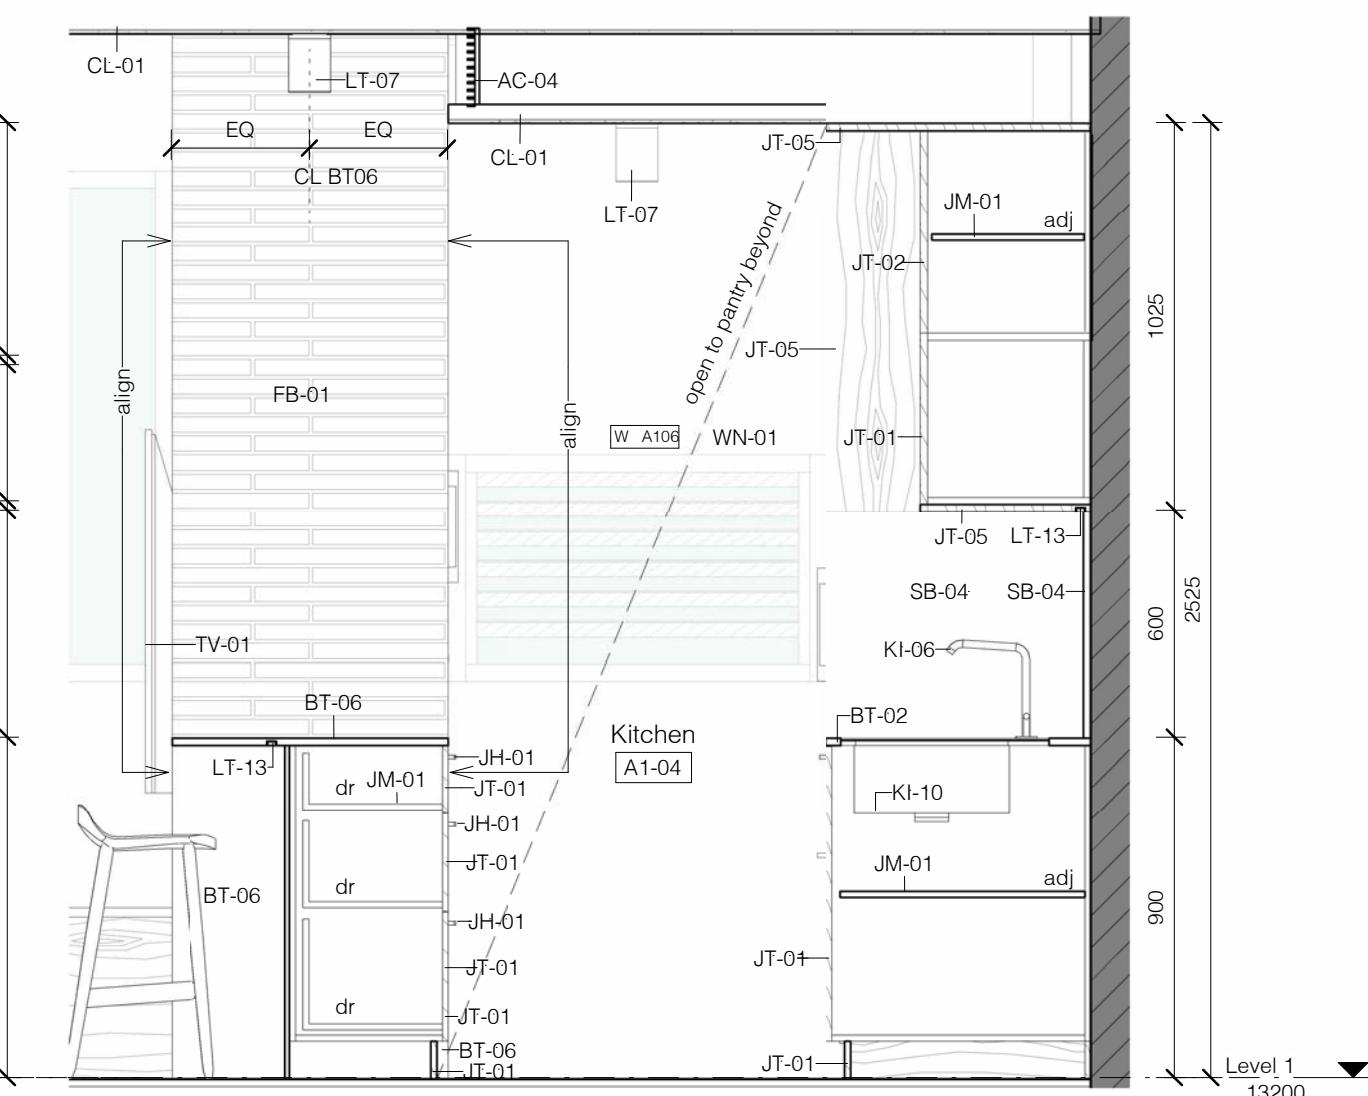 CL-01
LT-07
AC-04
EQ
EQ
CL-01
JT-05
CL BT06
LT-07
JM-01
adj
JT-02
open to pantry beyond
1025
JT-05
align
FB-01
align
W A106
WN-01
JT-01
JT-05
LT-13
SB-04
SB-04
2525
600
TV-01
KI-06
BT-06
BT-02
Kitchen
A1-04
LT-13
JH-01
dr
JM-01
JT-01
KI-10
JH-01
JT-01
JM-01
adj
dr
BT-06
900
JH-01
JT-01
JT-01
dr
JT-01
BT-06
JT-01
JT-01
Level 1
13200